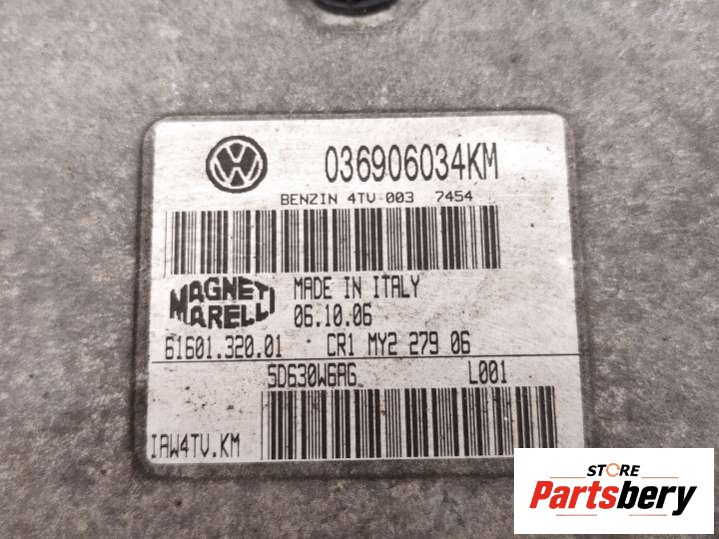 036906034KM
BENZIN 4TV 003 7454
MAGNETI
MARELLI
MADE IN ITALY
06.10.06
61601.320.01 CR1 MY2 279 06
5D630W6AG L001
IAW4TV.KM
STORE
Partsbery